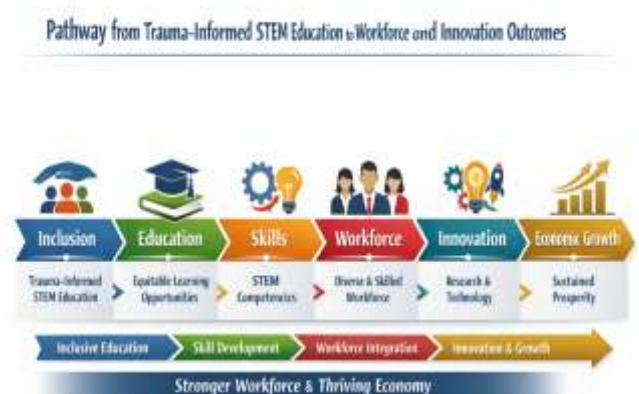 Pathway from Trauma-Informed STEM Education to Workforce and Innovation Outcomes
Inclusion Education Skills Workforce Innovation Economic Growth
Trauma-Informed Equitable Learning STEM Diverse & Skilled Research & Sustained
STEM Education Opportunities Competencies Workforce Technology Prosperity
Inclusive Education Skill Development Workforce Integration Innovation & Growth
Stronger Workforce & Thriving Economy